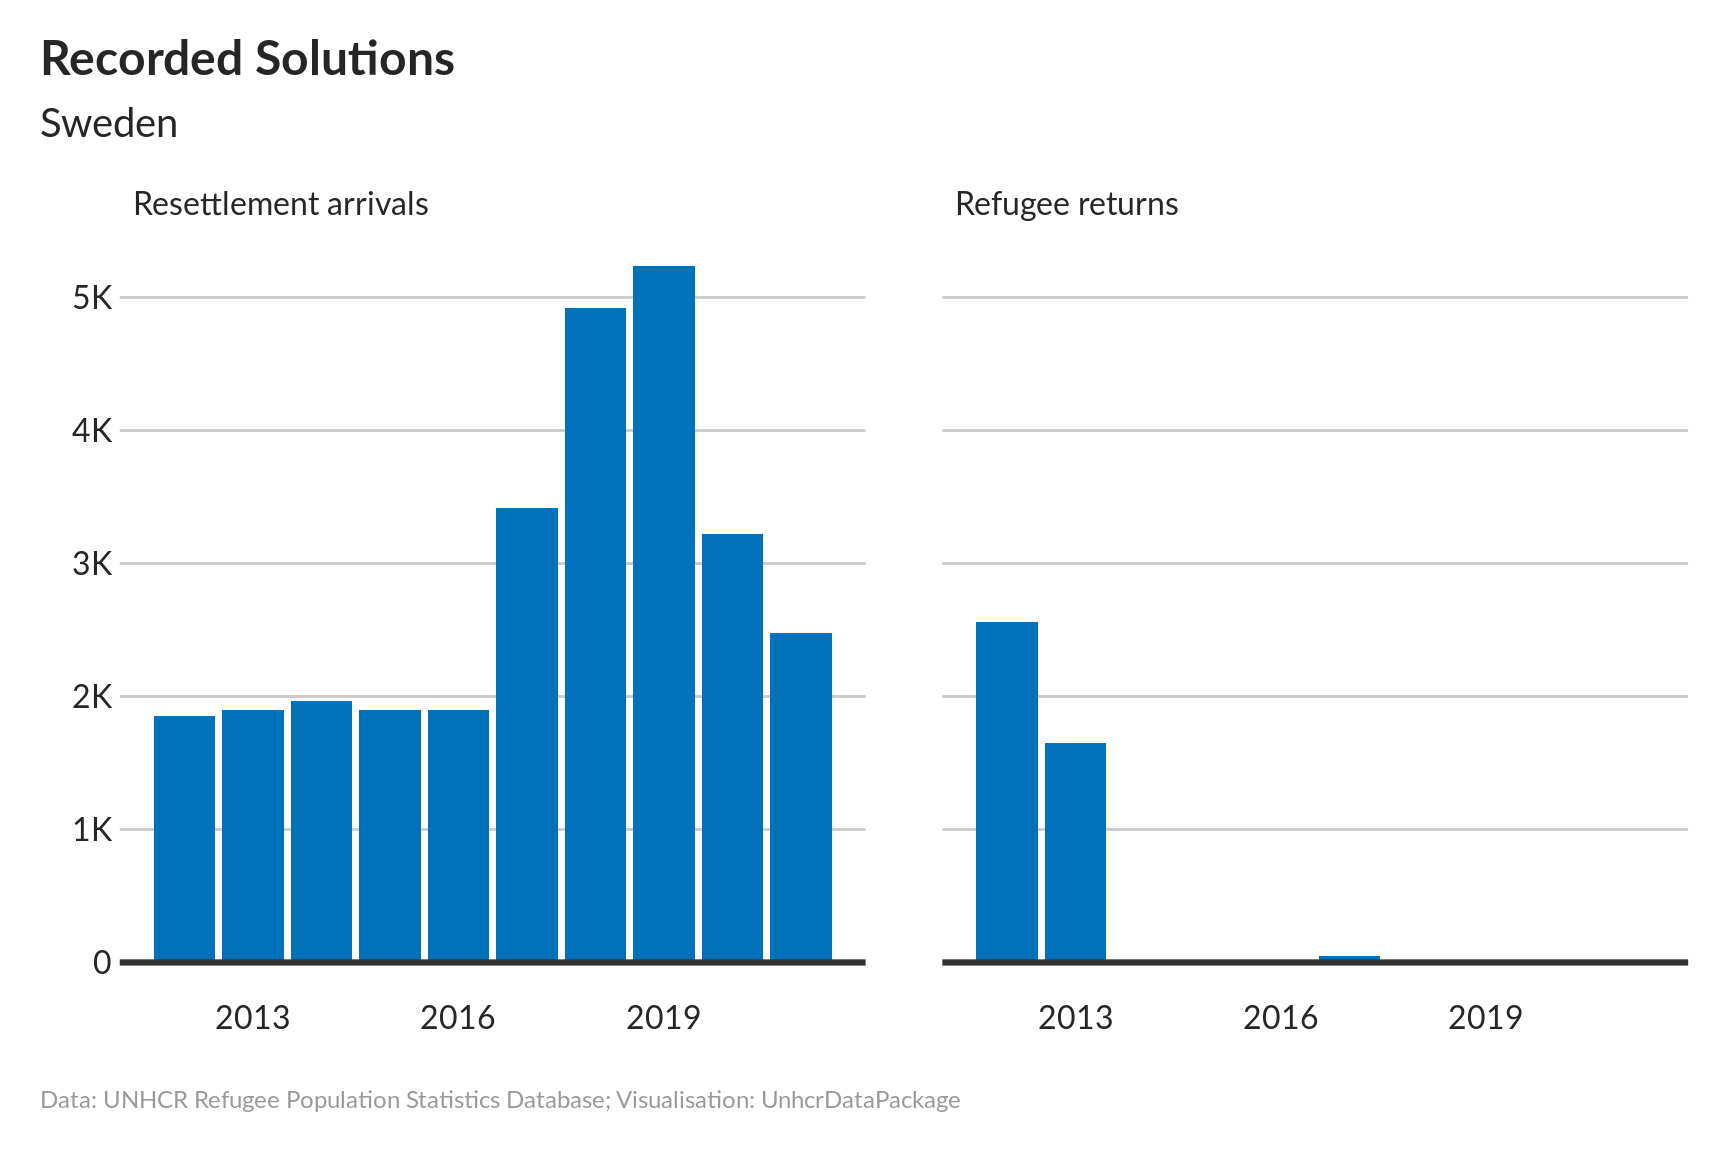 Recorded Solutions
Sweden
Resettlement arrivals
Refugee returns
5K
4K
3K
2K
1K
0
2013 2016 2019
2013 2016 2019
Data: UNHCR Refugee Population Statistics Database; Visualisation: UnhcrDataPackage